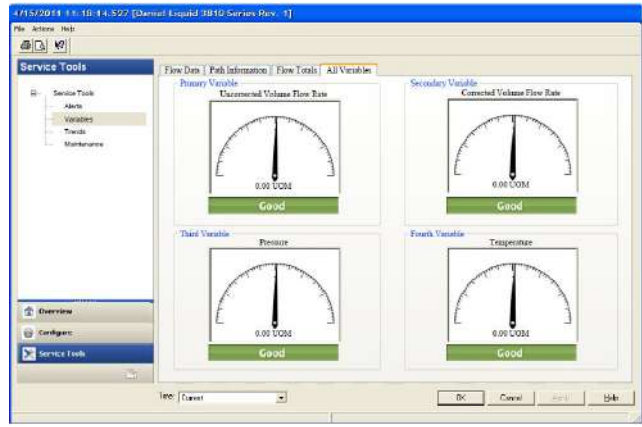 4/15/2011 11:18:14.527 [Daniel Liquid 3810 Series Rev. 1]
File Actions Help
Service Tools
Service Tools
Alerts
Variables
Trends
Maintenance
Overview
Configure
Service Tools
Flow Data Path Information Flow Totals All Variables
Primary Variable
Uncorrected Volume Flow Rate
0.00 UOM
Good
Secondary Variable
Corrected Volume Flow Rate
0.00 UOM
Good
Third Variable
Pressure
0.00 UOM
Good
Fourth Variable
Temperature
0.00 UOM
Good
Time: Current
OK Cancel Apply Help